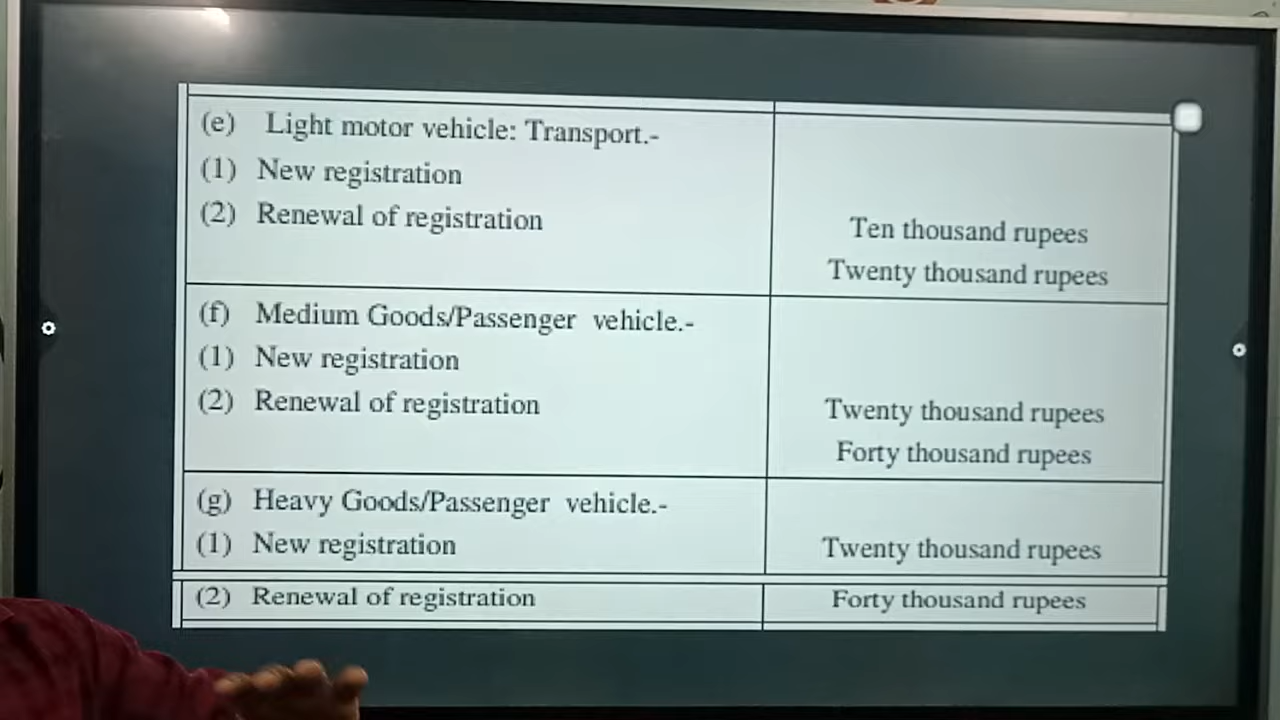 (e) Light motor vehicle: Transport.-
(1) New registration
(2) Renewal of registration
Ten thousand rupees
Twenty thousand rupees
(f) Medium Goods/Passenger vehicle.-
(1) New registration
(2) Renewal of registration
Twenty thousand rupees
Forty thousand rupees
(g) Heavy Goods/Passenger vehicle.-
(1) New registration
Twenty thousand rupees
(2) Renewal of registration
Forty thousand rupees